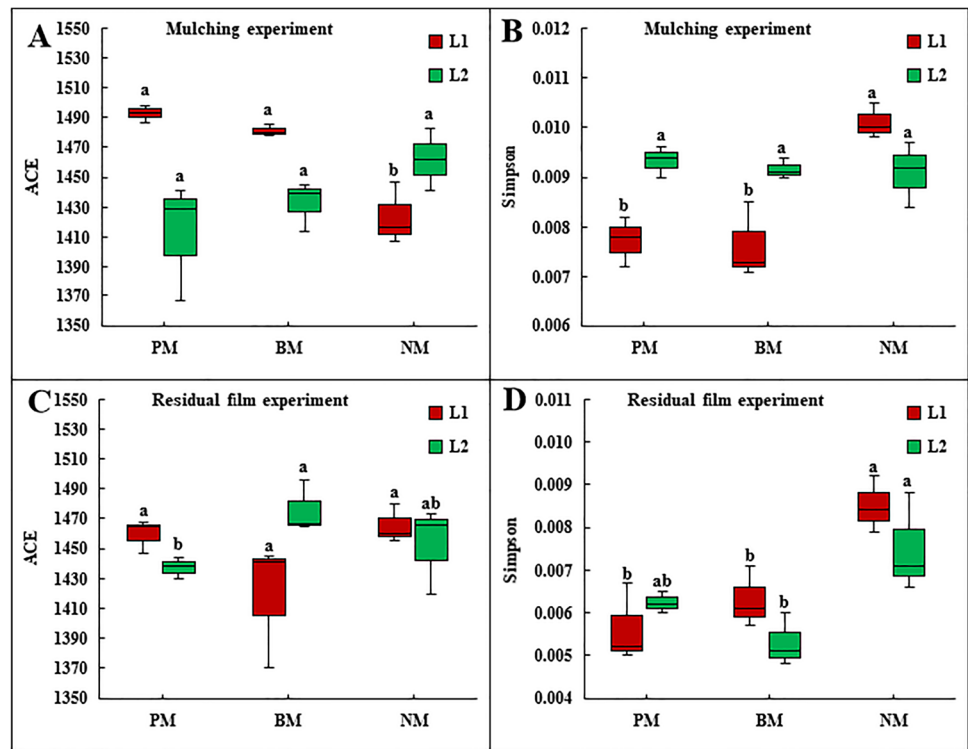 A
Mulching experiment
L1
L2
ACE
1550
1530
1510
1490
1470
1450
1430
1410
1390
1370
1350
a
a
a
a
b
a
PM
BM
NM
B
Mulching experiment
L1
L2
Simpson
0.012
0.011
0.010
0.009
0.008
0.007
0.006
b
a
b
a
a
a
PM
BM
NM
C
Residual film experiment
L1
L2
ACE
1550
1530
1510
1490
1470
1450
1430
1410
1390
1370
1350
a
b
a
a
a
ab
PM
BM
NM
D
Residual film experiment
L1
L2
Simpson
0.011
0.010
0.009
0.008
0.007
0.006
0.005
0.004
b
ab
b
b
a
a
PM
BM
NM